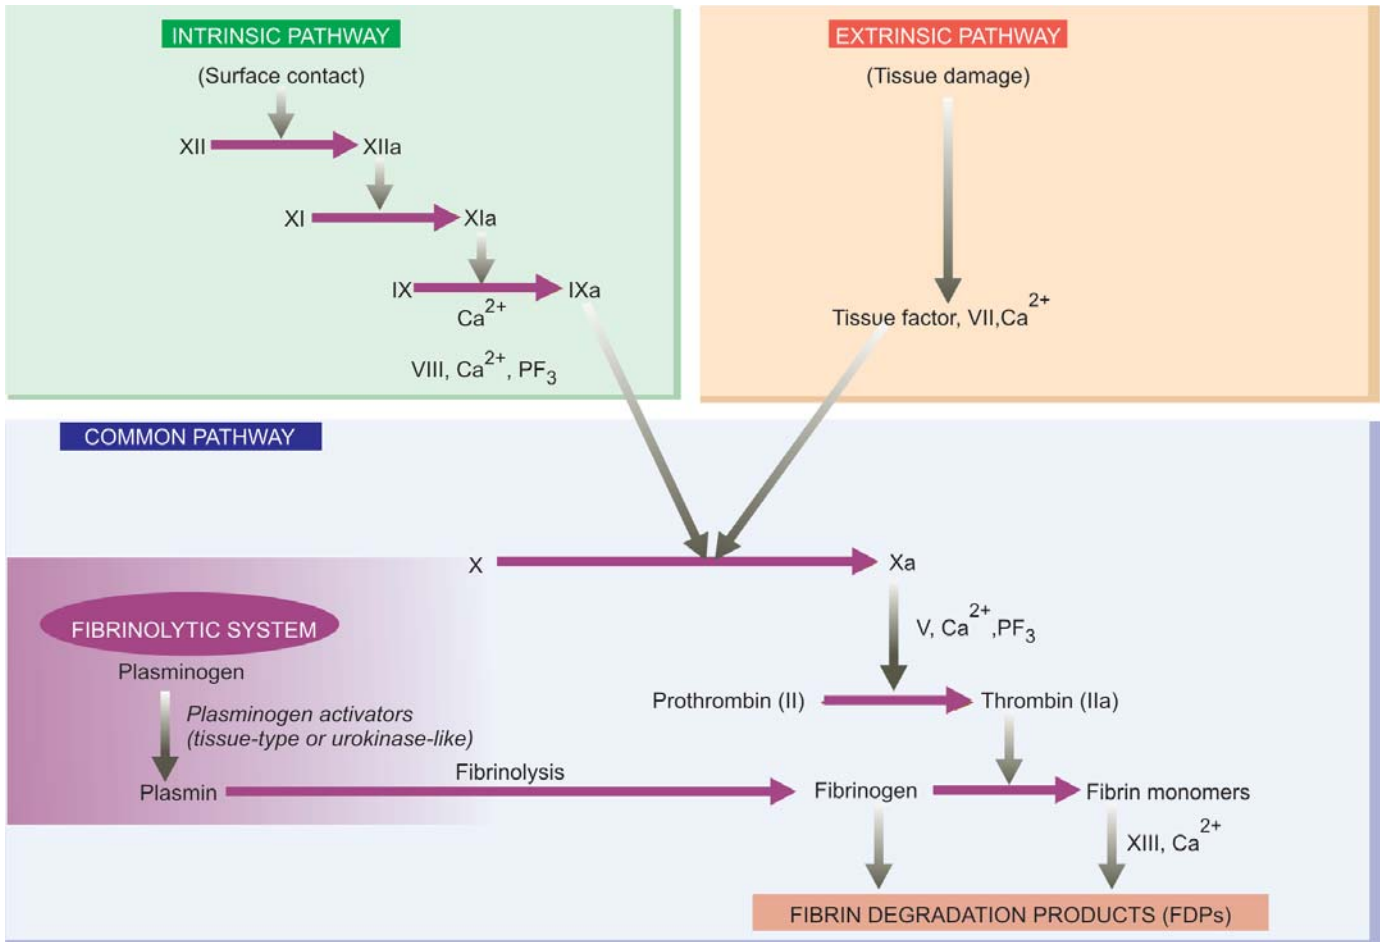 INTRINSIC PATHWAY
(Surface contact)
XII
XIIa
XI
XIa
IX
IXa
Ca²⁺
VIII, Ca²⁺, PF₃
EXTRINSIC PATHWAY
(Tissue damage)
Tissue factor, VII,Ca²⁺
COMMON PATHWAY
X
Xa
V, Ca²⁺,PF₃
Prothrombin (II)
Thrombin (IIa)
FIBRINOLYTIC SYSTEM
Plasminogen
Plasminogen activators
(tissue-type or urokinase-like)
Plasmin
Fibrinolysis
Fibrinogen
Fibrin monomers
XIII, Ca²⁺
FIBRIN DEGRADATION PRODUCTS (FDPs)